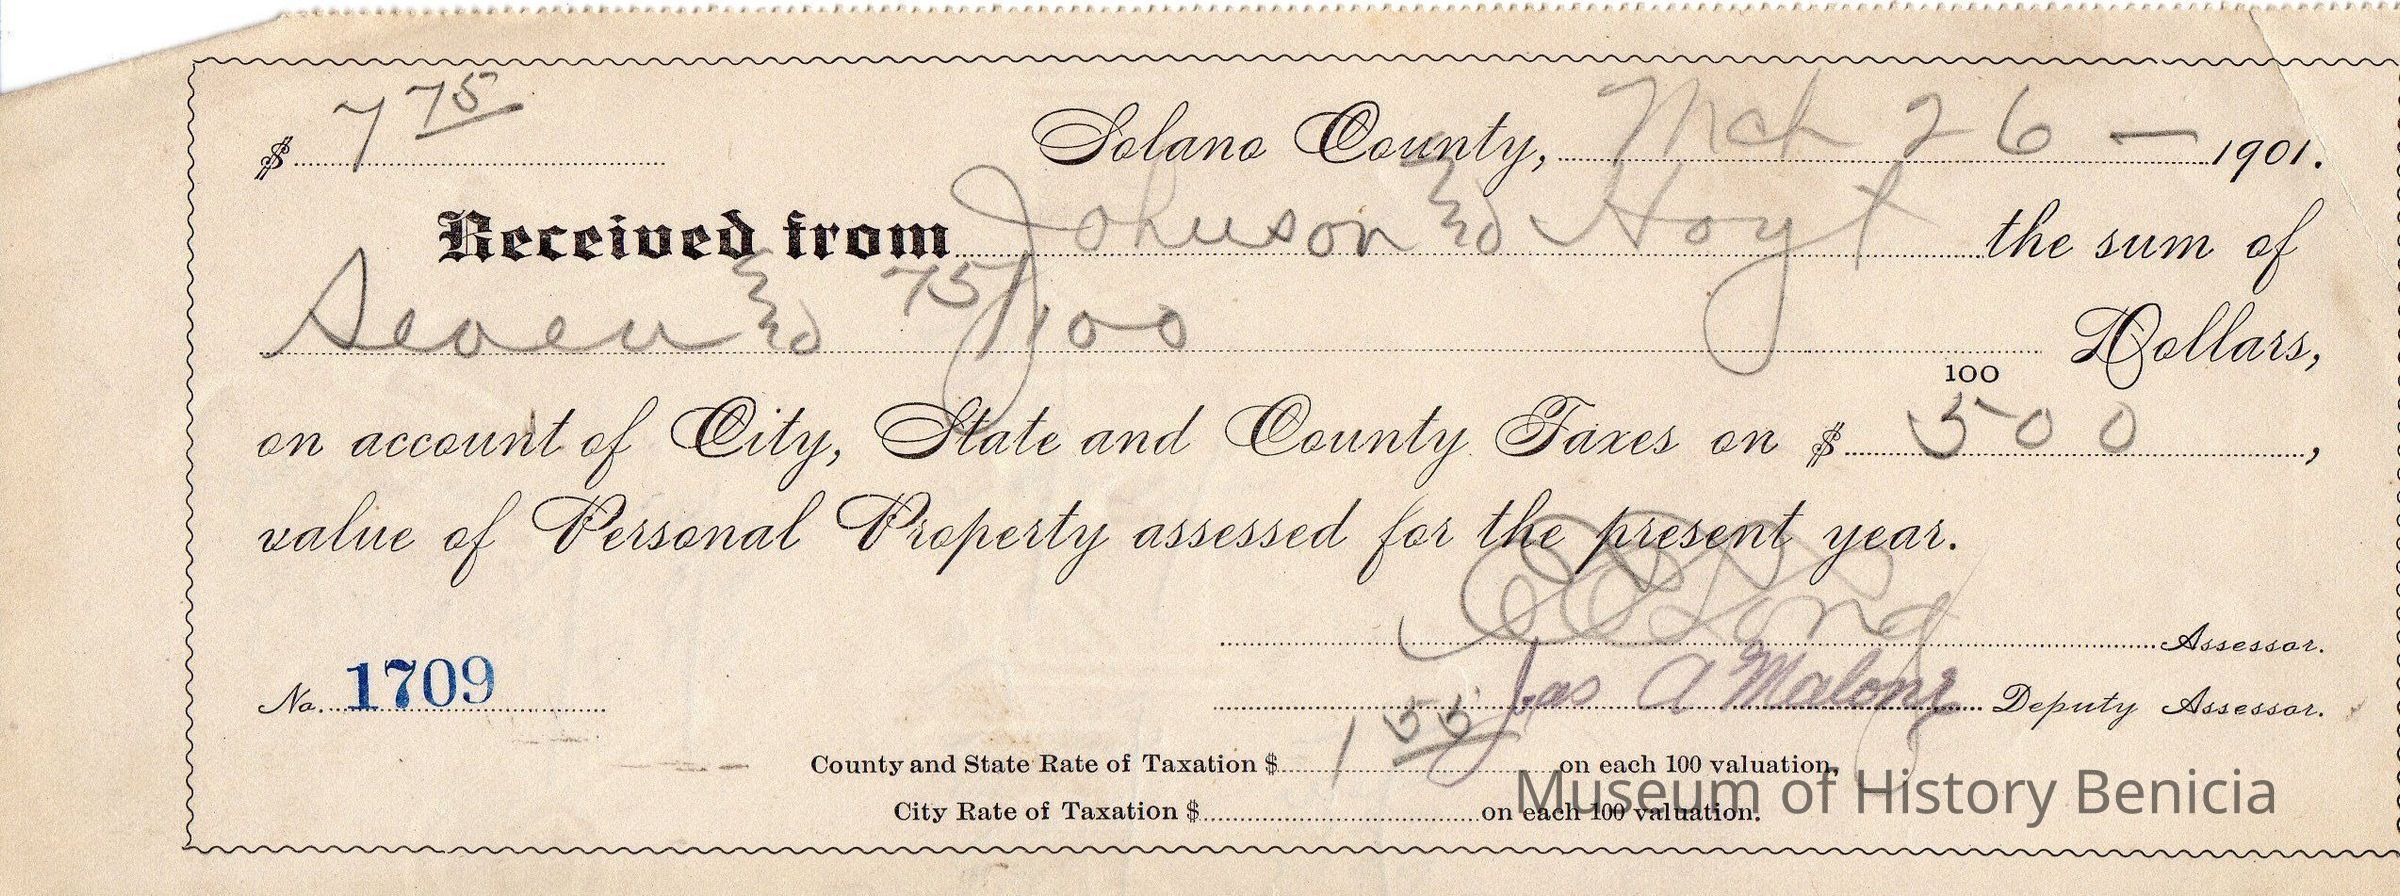 $ 7 75 Solano County, Mch 26 — 1901.
Received from Johnson & Hoyt the sum of
Seven & 75/100 Dollars,
100
on account of City, State and County Taxes on $ 500,
value of Personal Property assessed for the present year.
Long Assessor.
No. 1709 Jas A Malone Deputy Assessor.
County and State Rate of Taxation $ 1 55 on each 100 valuation,
City Rate of Taxation $ on each 100 valuation.
Museum of History Benicia